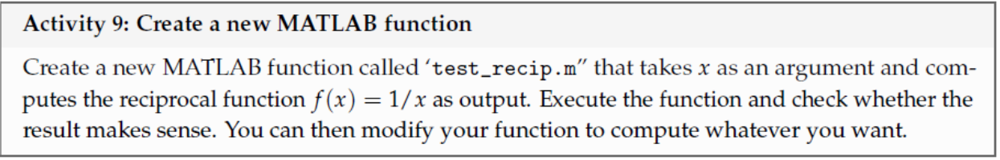 Activity 9: Create a new MATLAB function
Create a new MATLAB function called ‘test_recip.m” that takes x as an argument and com-
putes the reciprocal function f(x) = 1/x as output. Execute the function and check whether the
result makes sense. You can then modify your function to compute whatever you want.